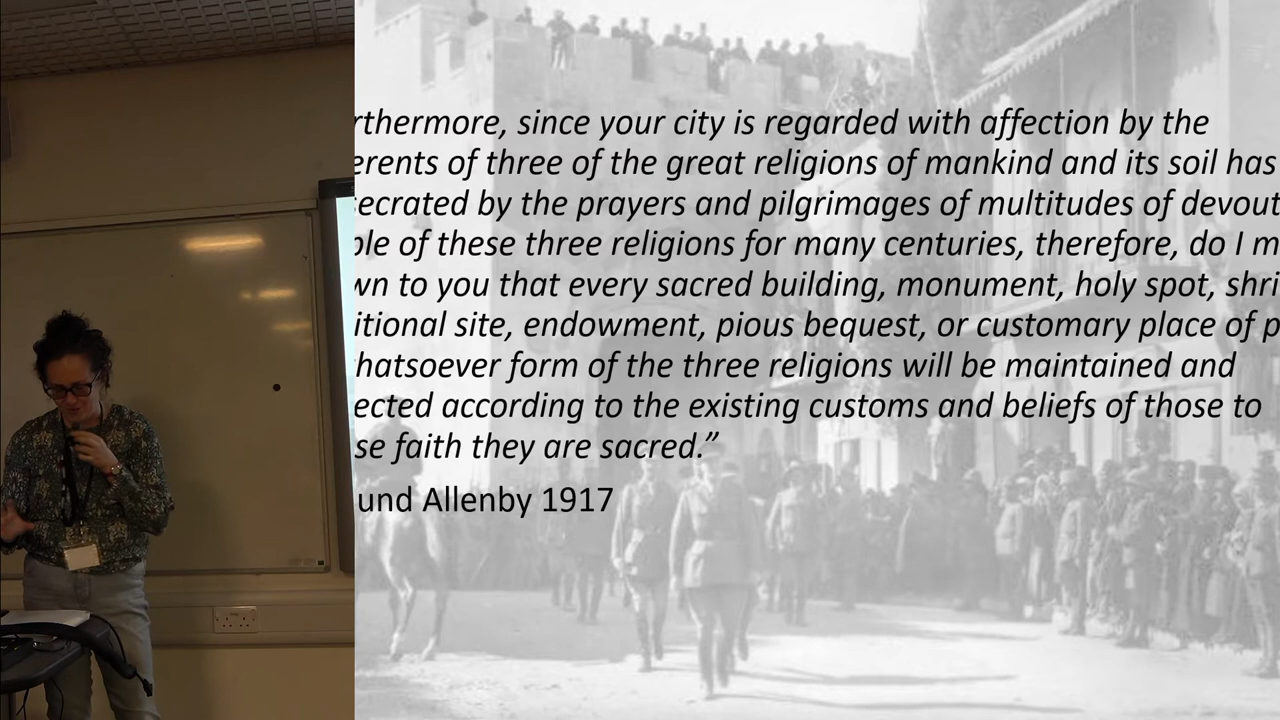 rthermore, since your city is regarded with affection by the
erents of three of the great religions of mankind and its soil has
secrated by the prayers and pilgrimages of multitudes of devout
ple of these three religions for many centuries, therefore, do I m
wn to you that every sacred building, monument, holy spot, shri
itional site, endowment, pious bequest, or customary place of p
hatsoever form of the three religions will be maintained and
ected according to the existing customs and beliefs of those to
se faith they are sacred.”
und Allenby 1917